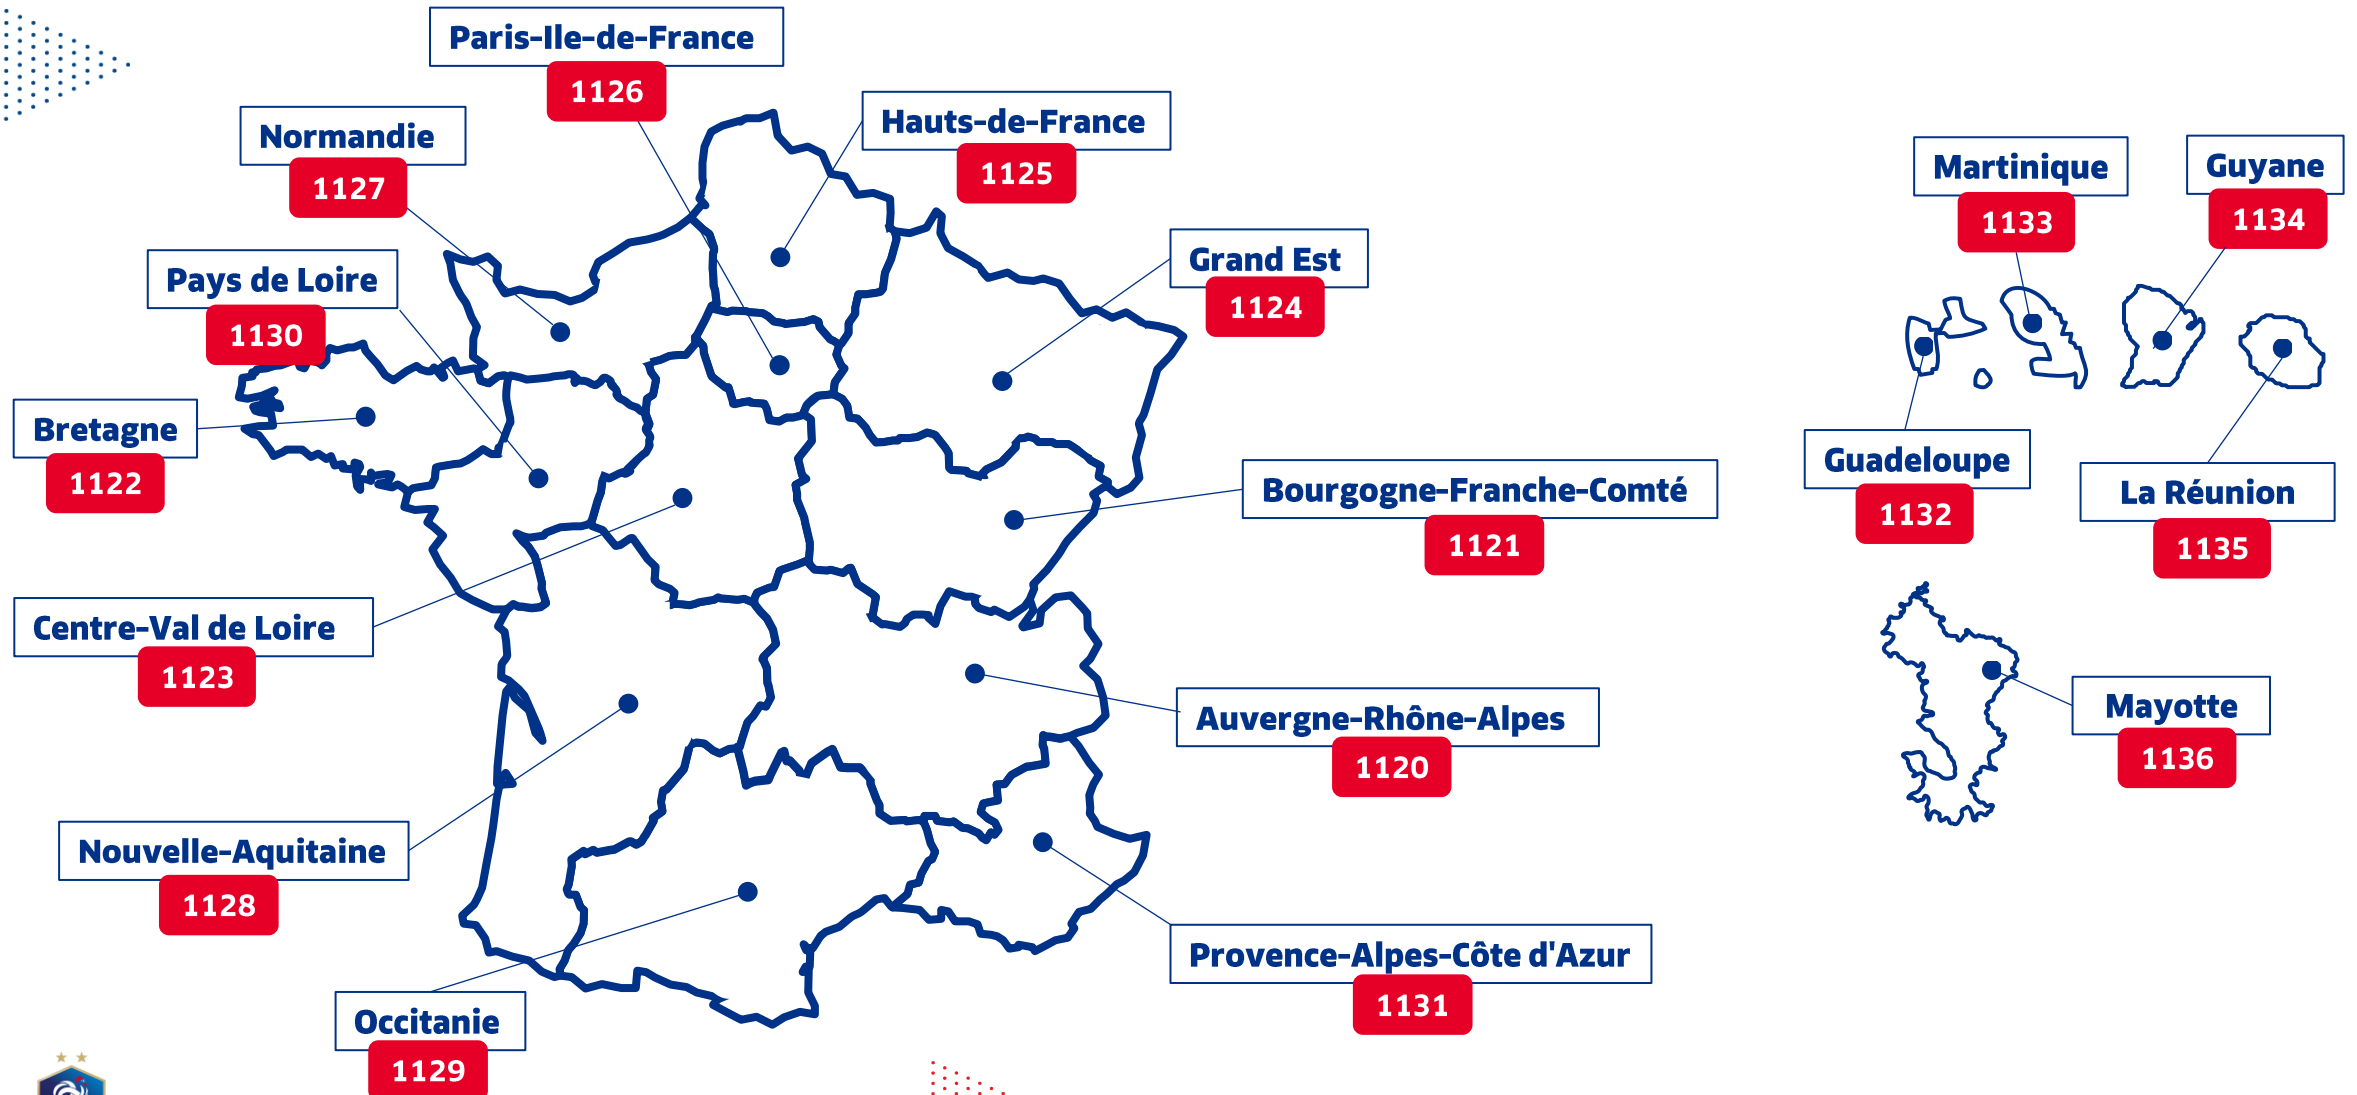 Paris-Ile-de-France
1126
Hauts-de-France
1125
Normandie
1127
Martinique
1133
Guyane
1134
Grand Est
1124
Pays de Loire
1130
Bretagne
1122
Guadeloupe
1132
La Réunion
1135
Bourgogne-Franche-Comté
1121
Centre-Val de Loire
1123
Auvergne-Rhône-Alpes
1120
Mayotte
1136
Nouvelle-Aquitaine
1128
Provence-Alpes-Côte d'Azur
1131
Occitanie
1129